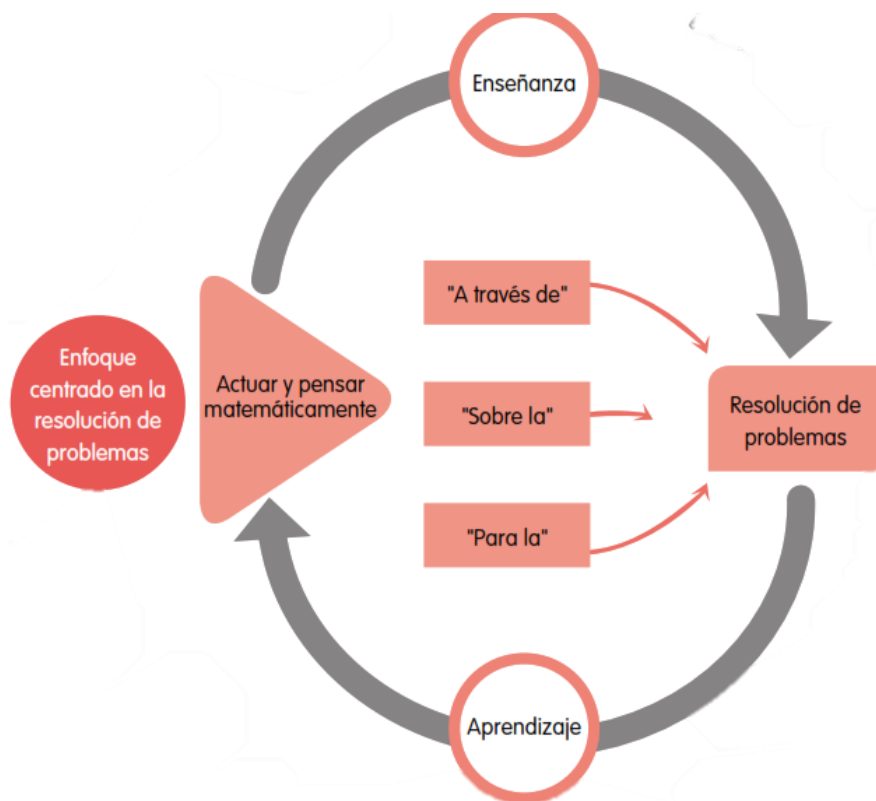 Enseñanza
"A través de"
Enfoque
centrado en la
resolución de
problemas
Actuar y pensar
matemáticamente
"Sobre la"
Resolución de
problemas
"Para la"
Aprendizaje